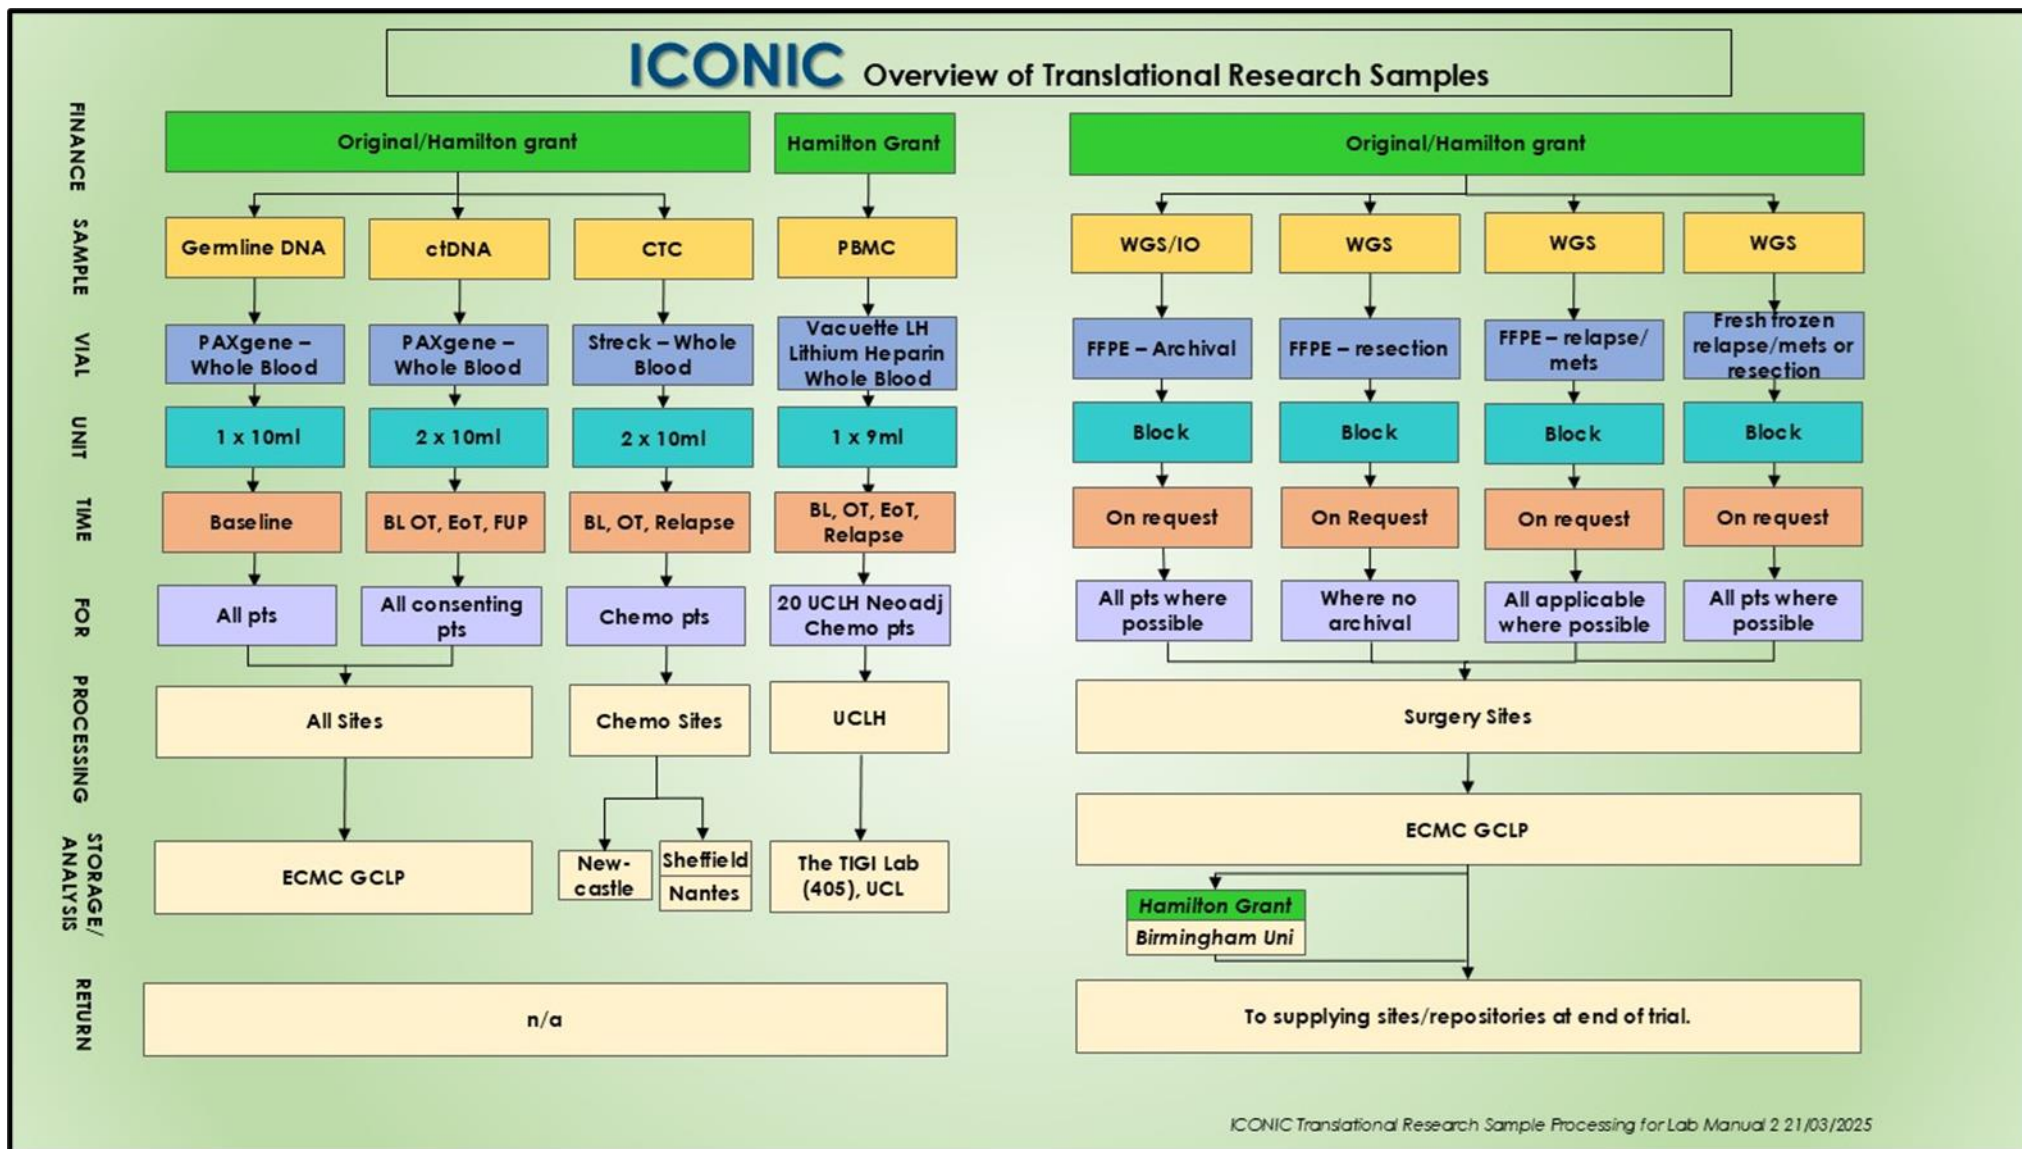 ICONIC Overview of Translational Research Samples
FINANCE
Original/Hamilton grant
Hamilton Grant
Original/Hamilton grant
SAMPLE
Germline DNA
ctDNA
CTC
PBMC
WGS/IO
WGS
WGS
WGS
VIAL
PAXgene –
Whole Blood
PAXgene –
Whole Blood
Streck – Whole
Blood
Vacuette LH
Lithium Heparin
Whole Blood
FFPE – Archival
FFPE – resection
FFPE – relapse/
mets
Fresh frozen
relapse/mets or
resection
UNIT
1 x 10ml
2 x 10ml
2 x 10ml
1 x 9ml
Block
Block
Block
Block
TIME
Baseline
BL OT, EoT, FUP
BL, OT, Relapse
BL, OT, EoT,
Relapse
On request
On Request
On request
On request
FOR
All pts
All consenting
pts
Chemo pts
20 UCLH Neoadj
Chemo pts
All pts where
possible
Where no
archival
All applicable
where possible
All pts where
possible
PROCESSING
All Sites
Chemo Sites
UCLH
Surgery Sites
STORAGE/
ANALYSIS
ECMC GCLP
New-
castle
Sheffield
Nantes
The TIGI Lab
(405), UCL
ECMC GCLP
Hamilton Grant
Birmingham Uni
RETURN
n/a
To supplying sites/repositories at end of trial.
ICONIC Translational Research Sample Processing for Lab Manual 2 21/03/2025